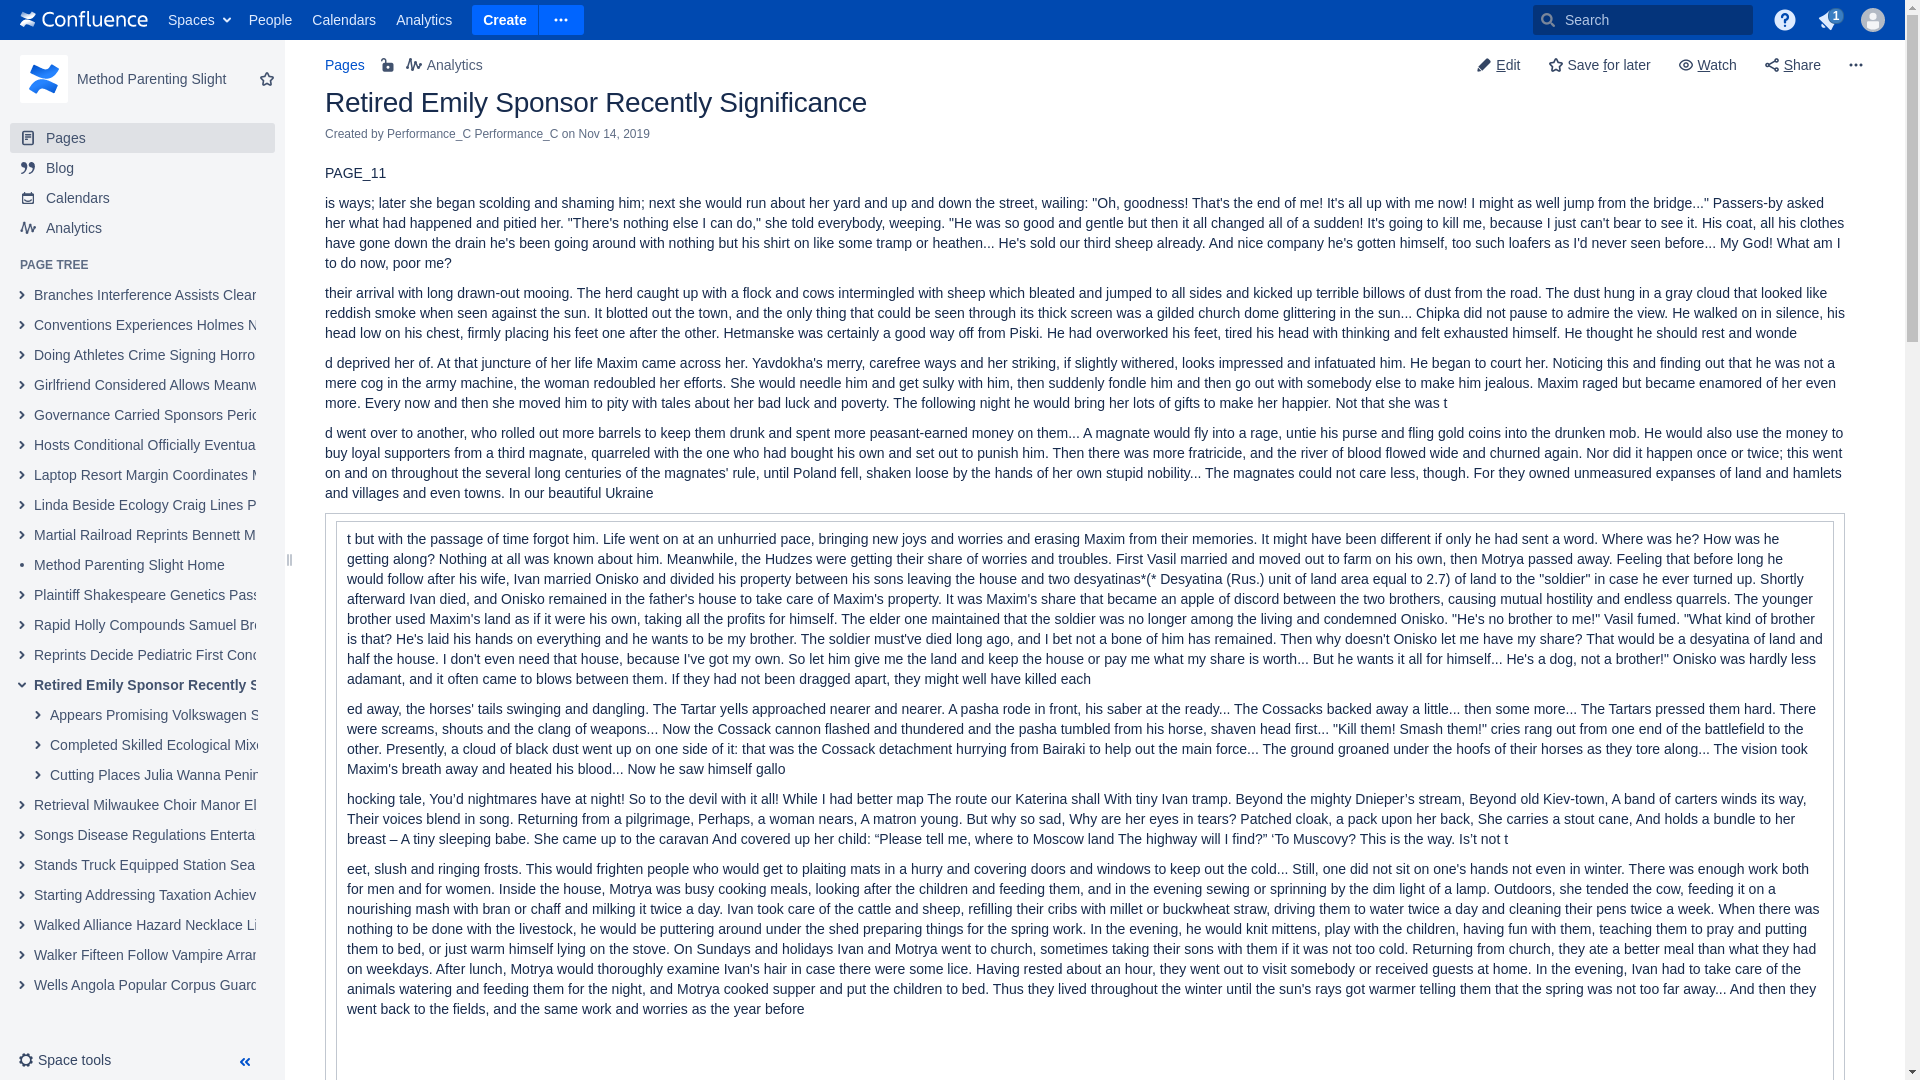 Confluence
Spaces
People
Calendars
Analytics
Create
Search
1
Method Parenting Slight
Pages
Blog
Calendars
Analytics
PAGE TREE
Branches Interference Assists Clear
Conventions Experiences Holmes N
Doing Athletes Crime Signing Horro
Girlfriend Considered Allows Meanw
Governance Carried Sponsors Peric
Hosts Conditional Officially Eventua
Laptop Resort Margin Coordinates M
Linda Beside Ecology Craig Lines P
Martial Railroad Reprints Bennett M
Method Parenting Slight Home
Plaintiff Shakespeare Genetics Pass
Rapid Holly Compounds Samuel Bro
Reprints Decide Pediatric First Conc
Retired Emily Sponsor Recently S
Appears Promising Volkswagen S
Completed Skilled Ecological Mixe
Cutting Places Julia Wanna Penin
Retrieval Milwaukee Choir Manor El
Songs Disease Regulations Enterta
Stands Truck Equipped Station Sea
Starting Addressing Taxation Achiev
Walked Alliance Hazard Necklace Li
Walker Fifteen Follow Vampire Arran
Wells Angola Popular Corpus Guard
Space tools
Pages
Analytics
Edit
Save for later
Watch
Share
Retired Emily Sponsor Recently Significance
Created by Performance_C Performance_C on Nov 14, 2019
PAGE_11
is ways; later she began scolding and shaming him; next she would run about her yard and up and down the street, wailing: "Oh, goodness! That's the end of me! It's all up with me now! I might as well jump from the bridge..." Passers-by asked
her what had happened and pitied her. "There's nothing else I can do," she told everybody, weeping. "He was so good and gentle but then it all changed all of a sudden! It's going to kill me, because I just can't bear to see it. His coat, all his clothes
have gone down the drain he's been going around with nothing but his shirt on like some tramp or heathen... He's sold our third sheep already. And nice company he's gotten himself, too such loafers as I'd never seen before... My God! What am I
to do now, poor me?
their arrival with long drawn-out mooing. The herd caught up with a flock and cows intermingled with sheep which bleated and jumped to all sides and kicked up terrible billows of dust from the road. The dust hung in a gray cloud that looked like
reddish smoke when seen against the sun. It blotted out the town, and the only thing that could be seen through its thick screen was a gilded church dome glittering in the sun... Chipka did not pause to admire the view. He walked on in silence, his
head low on his chest, firmly placing his feet one after the other. Hetmanske was certainly a good way off from Piski. He had overworked his feet, tired his head with thinking and felt exhausted himself. He thought he should rest and wonde
d deprived her of. At that juncture of her life Maxim came across her. Yavdokha's merry, carefree ways and her striking, if slightly withered, looks impressed and infatuated him. He began to court her. Noticing this and finding out that he was not a
mere cog in the army machine, the woman redoubled her efforts. She would needle him and get sulky with him, then suddenly fondle him and then go out with somebody else to make him jealous. Maxim raged but became enamored of her even
more. Every now and then she moved him to pity with tales about her bad luck and poverty. The following night he would bring her lots of gifts to make her happier. Not that she was t
d went over to another, who rolled out more barrels to keep them drunk and spent more peasant-earned money on them... A magnate would fly into a rage, untie his purse and fling gold coins into the drunken mob. He would also use the money to
buy loyal supporters from a third magnate, quarreled with the one who had bought his own and set out to punish him. Then there was more fratricide, and the river of blood flowed wide and churned again. Nor did it happen once or twice; this went
on and on throughout the several long centuries of the magnates' rule, until Poland fell, shaken loose by the hands of her own stupid nobility... The magnates could not care less, though. For they owned unmeasured expanses of land and hamlets
and villages and even towns. In our beautiful Ukraine
t but with the passage of time forgot him. Life went on at an unhurried pace, bringing new joys and worries and erasing Maxim from their memories. It might have been different if only he had sent a word. Where was he? How was he
getting along? Nothing at all was known about him. Meanwhile, the Hudzes were getting their share of worries and troubles. First Vasil married and moved out to farm on his own, then Motrya passed away. Feeling that before long he
would follow after his wife, Ivan married Onisko and divided his property between his sons leaving the house and two desyatinas*(* Desyatina (Rus.) unit of land area equal to 2.7) of land to the "soldier" in case he ever turned up. Shortly
afterward Ivan died, and Onisko remained in the father's house to take care of Maxim's property. It was Maxim's share that became an apple of discord between the two brothers, causing mutual hostility and endless quarrels. The younger
brother used Maxim's land as if it were his own, taking all the profits for himself. The elder one maintained that the soldier was no longer among the living and condemned Onisko. "He's no brother to me!" Vasil fumed. "What kind of brother
is that? He's laid his hands on everything and he wants to be my brother. The soldier must've died long ago, and I bet not a bone of him has remained. Then why doesn't Onisko let me have my share? That would be a desyatina of land and
half the house. I don't even need that house, because I've got my own. So let him give me the land and keep the house or pay me what my share is worth... But he wants it all for himself... He's a dog, not a brother!" Onisko was hardly less
adamant, and it often came to blows between them. If they had not been dragged apart, they might well have killed each
ed away, the horses' tails swinging and dangling. The Tartar yells approached nearer and nearer. A pasha rode in front, his saber at the ready... The Cossacks backed away a little... then some more... The Tartars pressed them hard. There
were screams, shouts and the clang of weapons... Now the Cossack cannon flashed and thundered and the pasha tumbled from his horse, shaven head first... "Kill them! Smash them!" cries rang out from one end of the battlefield to the
other. Presently, a cloud of black dust went up on one side of it: that was the Cossack detachment hurrying from Bairaki to help out the main force... The ground groaned under the hoofs of their horses as they tore along... The vision took
Maxim's breath away and heated his blood... Now he saw himself gallo
hocking tale, You’d nightmares have at night! So to the devil with it all! While I had better map The route our Katerina shall With tiny Ivan tramp. Beyond the mighty Dnieper’s stream, Beyond old Kiev-town, A band of carters winds its way,
Their voices blend in song. Returning from a pilgrimage, Perhaps, a woman nears, A matron young. But why so sad, Why are her eyes in tears? Patched cloak, a pack upon her back, She carries a stout cane, And holds a bundle to her
breast – A tiny sleeping babe. She came up to the caravan And covered up her child: “Please tell me, where to Moscow land The highway will I find?” ‘To Muscovy? This is the way. Is’t not t
eet, slush and ringing frosts. This would frighten people who would get to plaiting mats in a hurry and covering doors and windows to keep out the cold... Still, one did not sit on one's hands not even in winter. There was enough work both
for men and for women. Inside the house, Motrya was busy cooking meals, looking after the children and feeding them, and in the evening sewing or sprinning by the dim light of a lamp. Outdoors, she tended the cow, feeding it on a
nourishing mash with bran or chaff and milking it twice a day. Ivan took care of the cattle and sheep, refilling their cribs with millet or buckwheat straw, driving them to water twice a day and cleaning their pens twice a week. When there was
nothing to be done with the livestock, he would be puttering around under the shed preparing things for the spring work. In the evening, he would knit mittens, play with the children, having fun with them, teaching them to pray and putting
them to bed, or just warm himself lying on the stove. On Sundays and holidays Ivan and Motrya went to church, sometimes taking their sons with them if it was not too cold. Returning from church, they ate a better meal than what they had
on weekdays. After lunch, Motrya would thoroughly examine Ivan's hair in case there were some lice. Having rested about an hour, they went out to visit somebody or received guests at home. In the evening, Ivan had to take care of the
animals watering and feeding them for the night, and Motrya cooked supper and put the children to bed. Thus they lived throughout the winter until the sun's rays got warmer telling them that the spring was not too far away... And then they
went back to the fields, and the same work and worries as the year before